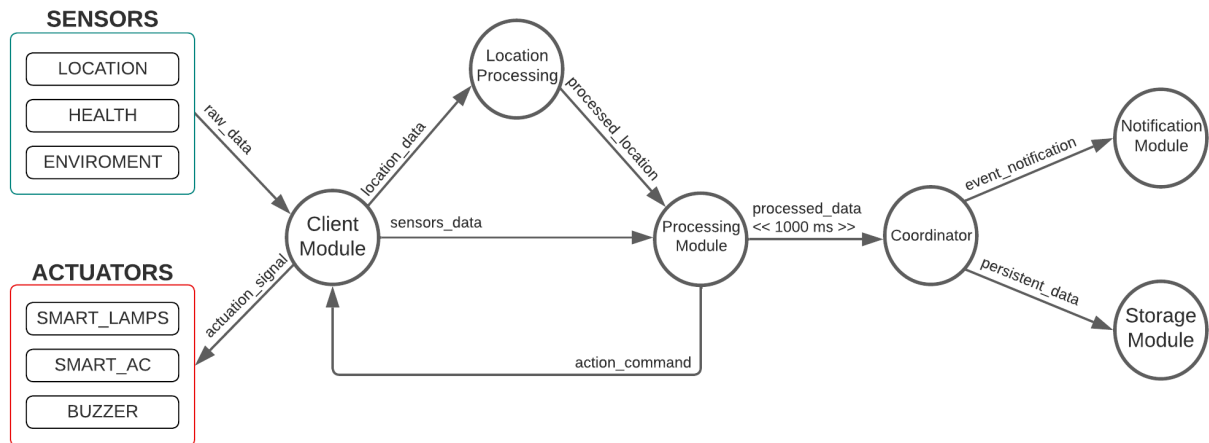 SENSORS
LOCATION
HEALTH
ENVIROMENT
raw_data
ACTUATORS
SMART_LAMPS
SMART_AC
BUZZER
actuation_signal
Client
Module
location_data
Location
Processing
processed_location
sensors_data
Processing
Module
action_command
processed_data
<< 1000 ms >>
Coordinator
event_notification
Notification
Module
persistent_data
Storage
Module